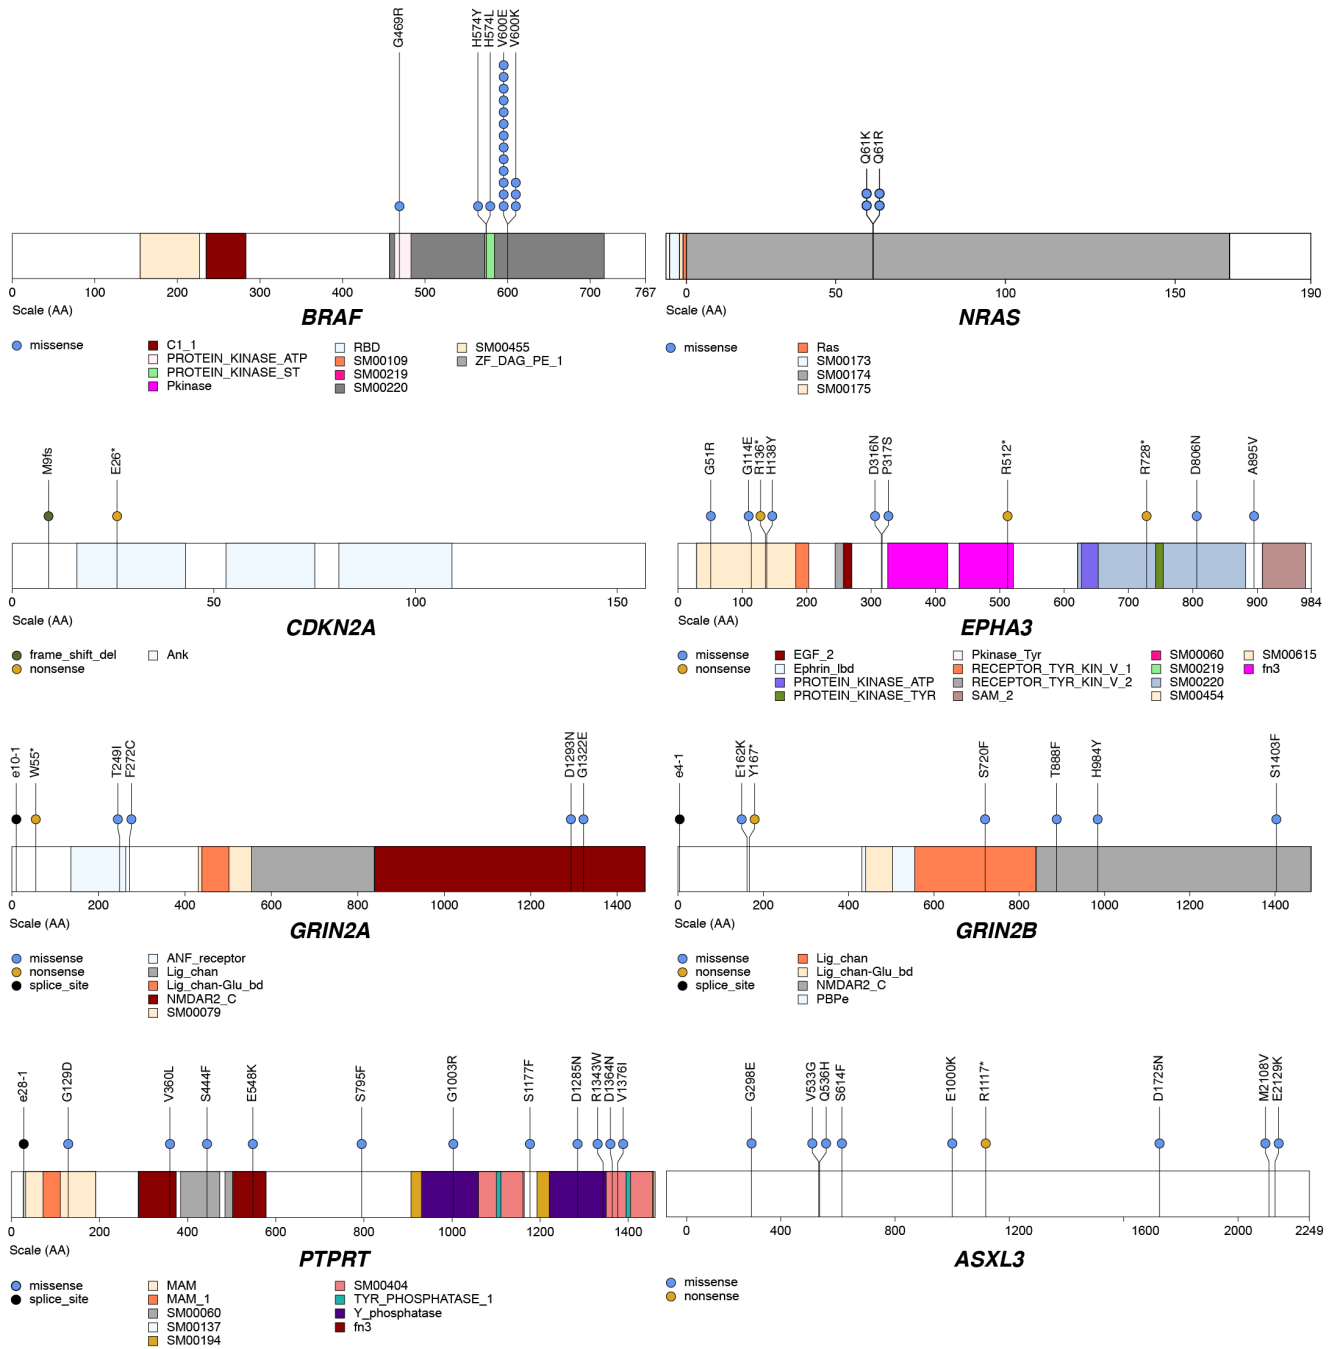 G469R
H574Y
H574L
V600E
V600K
0 100 200 300 400 500 600 700 767
Scale (AA)
BRAF
missense
C1_1
PROTEIN_KINASE_ATP
PROTEIN_KINASE_ST
Pkinase
RBD
SM00109
SM00219
SM00220
SM00455
ZF_DAG_PE_1
Q61K
Q61R
0 50 100 150 190
Scale (AA)
NRAS
missense
Ras
SM00173
SM00174
SM00175
M9fs
E26*
0 50 100 150
Scale (AA)
CDKN2A
frame_shift_del
nonsense
Ank
G51R
G114E
R136*
H138Y
D316N
P317S
R512*
R728*
D806N
A895V
0 100 200 300 400 500 600 700 800 900 984
Scale (AA)
EPHA3
missense
nonsense
EGF_2
Ephrin_lbd
PROTEIN_KINASE_ATP
PROTEIN_KINASE_TYR
Pkinase_Tyr
RECEPTOR_TYR_KIN_V_1
RECEPTOR_TYR_KIN_V_2
SAM_2
SM00060
SM00219
SM00220
SM00454
SM00615
fn3
e10-1
W55*
T249I
F272C
D1293N
G1322E
0 200 400 600 800 1000 1200 1400
Scale (AA)
GRIN2A
missense
nonsense
splice_site
ANF_receptor
Lig_chan
Lig_chan-Glu_bd
NMDAR2_C
SM00079
e4-1
E162K
Y167*
S720F
T888F
H984Y
S1403F
0 200 400 600 800 1000 1200 1400
Scale (AA)
GRIN2B
missense
nonsense
splice_site
Lig_chan
Lig_chan-Glu_bd
NMDAR2_C
PBPe
e28-1
G129D
V360L
S444F
E548K
S795F
G1003R
S1177F
D1285N
R1343W
D1364N
V1376I
0 200 400 600 800 1000 1200 1400
Scale (AA)
PTPRT
missense
splice_site
MAM
MAM_1
SM00060
SM00137
SM00194
SM00404
TYR_PHOSPHATASE_1
Y_phosphatase
fn3
G298E
V533G
Q536H
S614F
E1000K
R1117*
D1725N
M2108V
E2129K
0 400 800 1200 1600 2000 2249
ASXL3
missense
nonsense